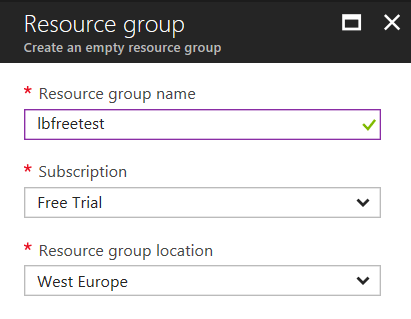 Resource group
Create an empty resource group
* Resource group name
lbfreetest
* Subscription
Free Trial
* Resource group location
West Europe